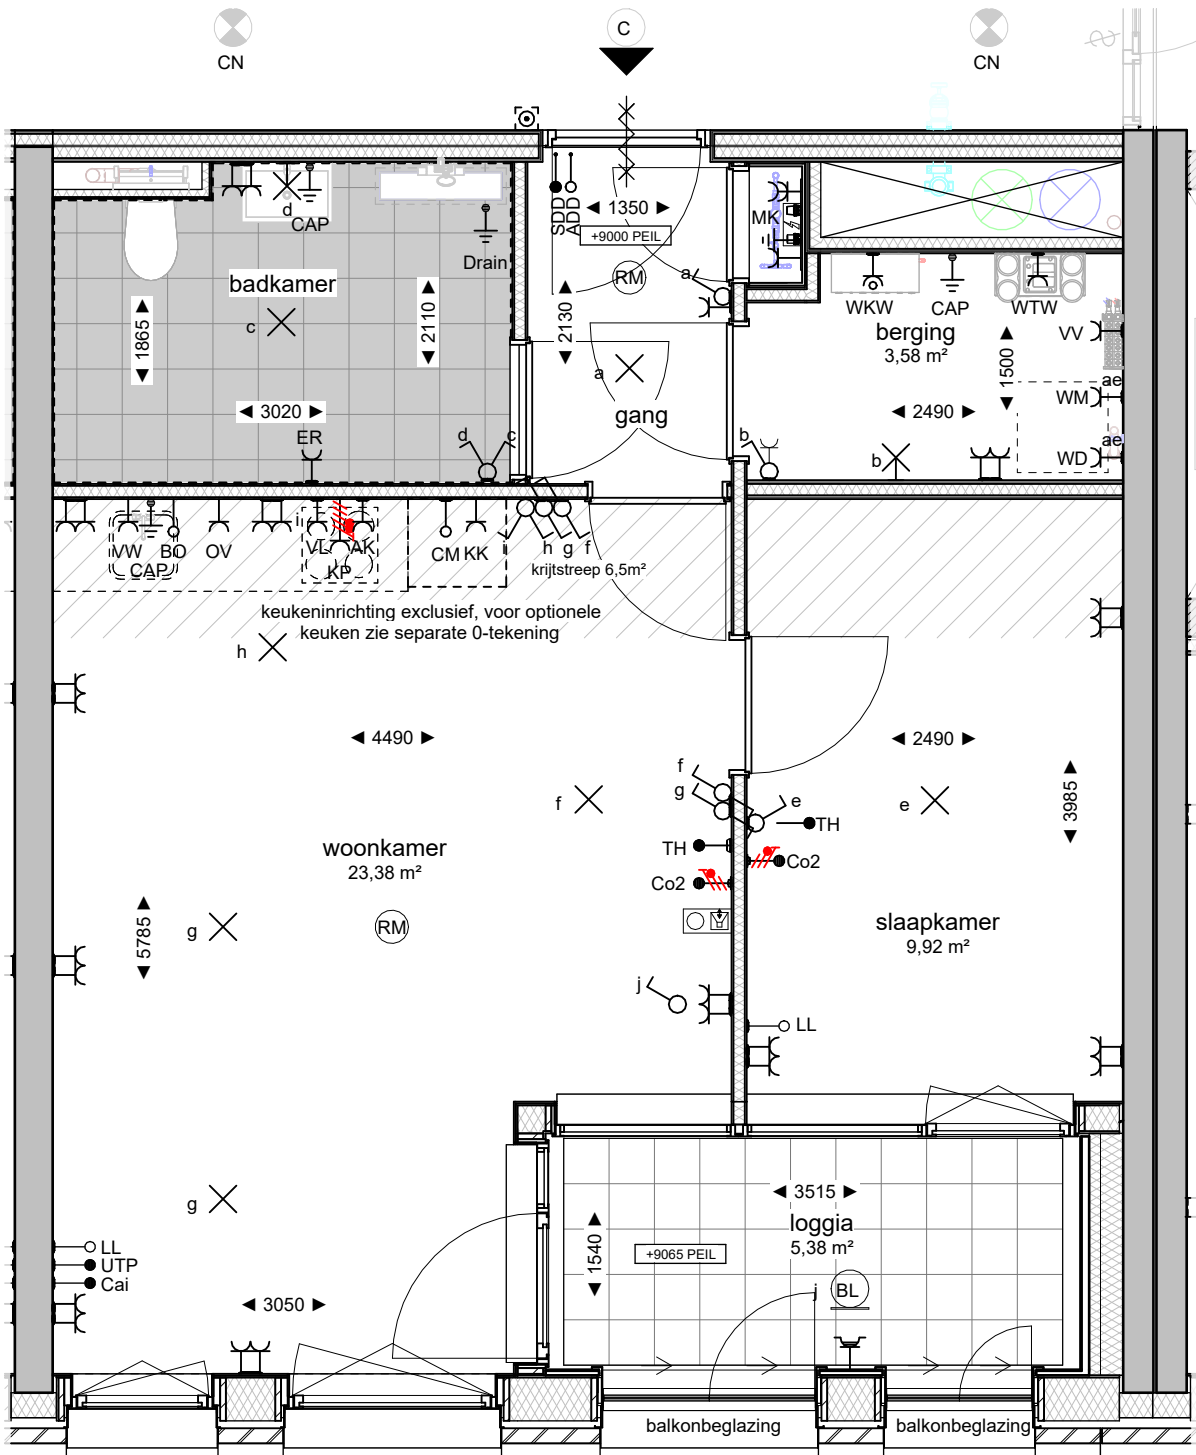 CN
C
CN
d
CAP
SDD
ADD
1350
+9000 PEIL
MK
Drain
RM
a
badkamer
c
1865
2110
2130
WKW
CAP
WTW
berging
3,58 m²
VV
1500
a
ae
WM
3020
gang
2490
ER
d
c
b
b
ae
WD
VW
BO
OV
VL
AK
CM
KK
i
h
g
f
CAP
KP
krijtstreep 6,5m²
keukeninrichting exclusief, voor optionele
keuken zie separate 0-tekening
h
4490
2490
f
g
e
f
e
TH
3985
woonkamer
23,38 m²
TH
Co2
Co2
5785
g
RM
slaapkamer
9,92 m²
j
LL
g
3515
loggia
5,38 m²
1540
+9065 PEIL
LL
UTP
Cai
j
BL
3050
balkonbeglazing
balkonbeglazing